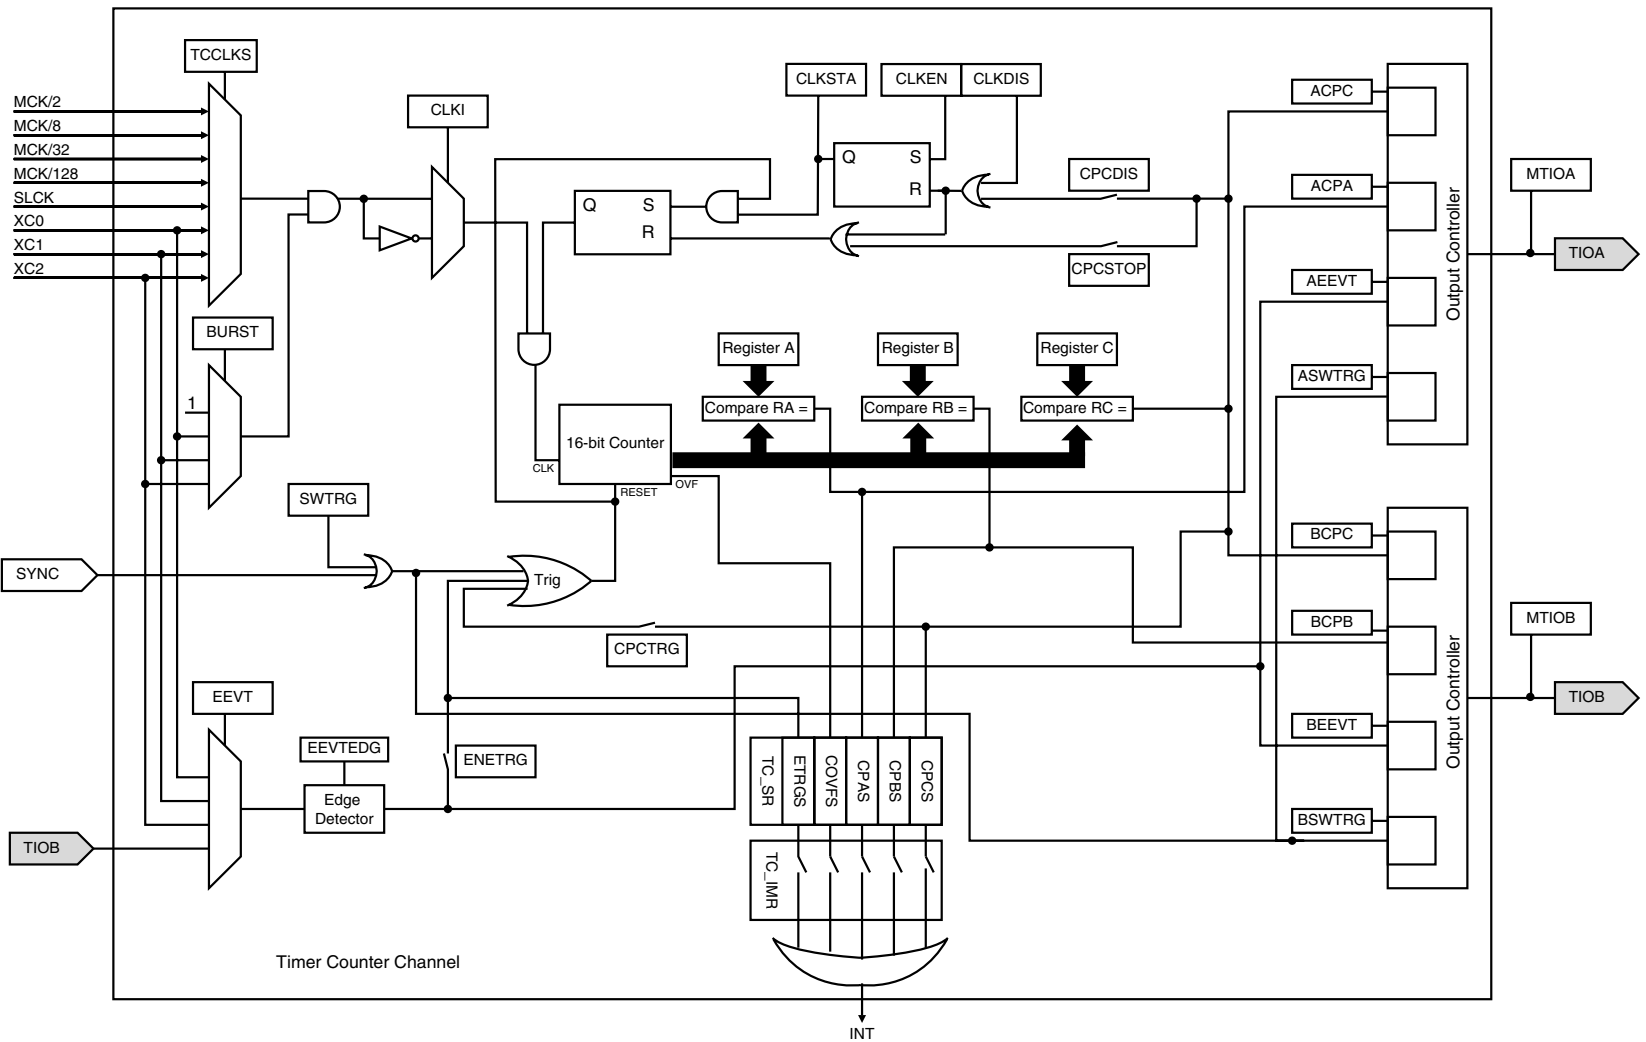 TCCLKS
MCK/2
MCK/8
MCK/32
MCK/128
SLCK
XC0
XC1
XC2
CLKI
CLKSTA
CLKEN
CLKDIS
Q
S
R
Q
S
R
CPCDIS
CPCSTOP
ACPC
ACPA
AEEVT
ASWTRG
Output Controller
MTIOA
TIOA
BURST
1
Register A
Register B
Register C
Compare RA =
Compare RB =
Compare RC =
16-bit Counter
CLK
RESET
OVF
SWTRG
SYNC
Trig
CPCTRG
BCPC
BCPB
BEEVT
BSWTRG
Output Controller
MTIOB
TIOB
EEVT
EEVTEDG
Edge
Detector
ENETRG
TIOB
TC_SR
ETRGS
COVFS
CPAS
CPBS
CPCS
TC_IMR
Timer Counter Channel
INT